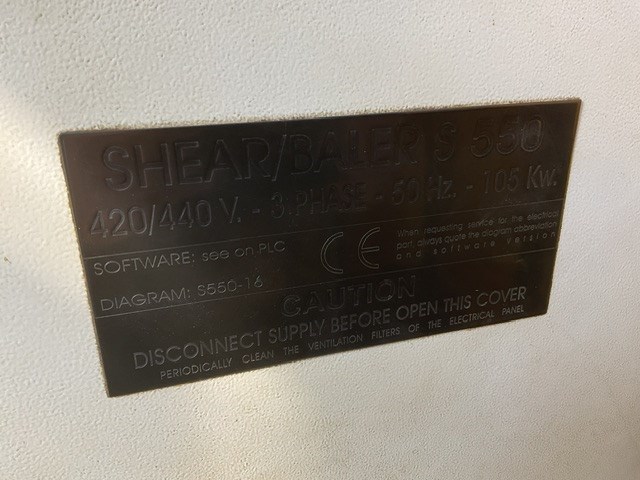 SHEAR/BALER S 550
420/440 V. - 3 PHASE - 50 Hz. - 105 Kw.
SOFTWARE: see on PLC
DIAGRAM: S550-16
CE
When requesting service for the electrical
part, always quote the diagram abbreviation
and software version
CAUTION
DISCONNECT SUPPLY BEFORE OPEN THIS COVER
PERIODICALLY CLEAN THE VENTILATION FILTERS OF THE ELECTRICAL PANEL